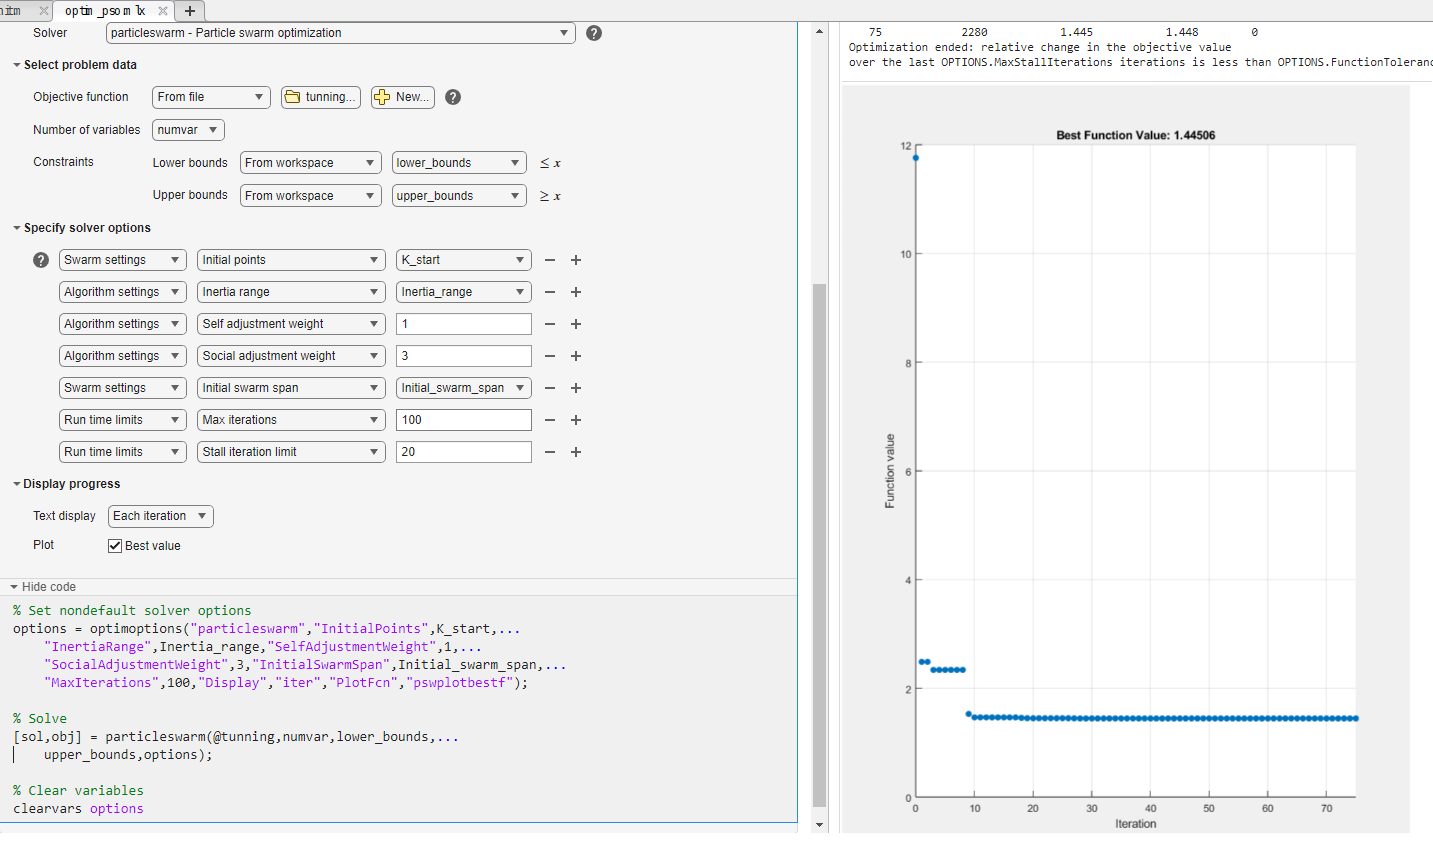 optim_pso.mlx
Solver particleswarm - Particle swarm optimization
Select problem data
Objective function From file tunning... New...
Number of variables numvar
Constraints Lower bounds From workspace lower_bounds ≤ x
Upper bounds From workspace upper_bounds ≥ x
Specify solver options
Swarm settings Initial points K_start
Algorithm settings Inertia range Inertia_range
Algorithm settings Self adjustment weight 1
Algorithm settings Social adjustment weight 3
Swarm settings Initial swarm span Initial_swarm_span
Run time limits Max iterations 100
Run time limits Stall iteration limit 20
Display progress
Text display Each iteration
Plot Best value
Hide code
% Set nondefault solver options
options = optimoptions("particleswarm","InitialPoints",K_start,...
"InertiaRange",Inertia_range,"SelfAdjustmentWeight",1,...
"SocialAdjustmentWeight",3,"InitialSwarmSpan",Initial_swarm_span,...
"MaxIterations",100,"Display","iter","PlotFcn","pswplotbestf");
% Solve
[sol,obj] = particleswarm(@tunning,numvar,lower_bounds,...
upper_bounds,options);
% Clear variables
clearvars options
75 2280 1.445 1.448 0
Optimization ended: relative change in the objective value
over the last OPTIONS.MaxStallIterations iterations is less than OPTIONS.FunctionToleranc
Best Function Value: 1.44506
12
10
8
6
4
2
0
Function value
0 10 20 30 40 50 60 70
Iteration